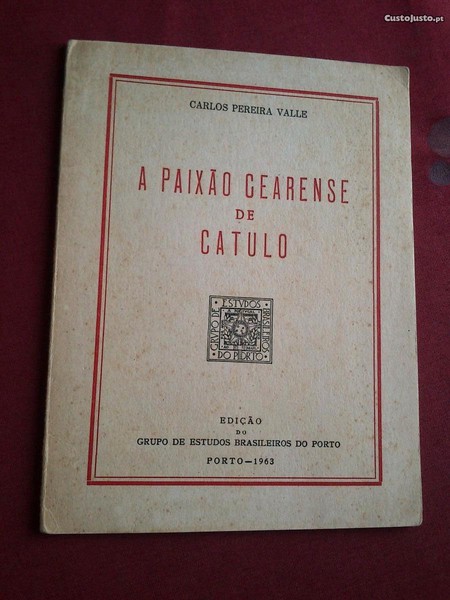 CustoJusto.pt
CARLOS PEREIRA VALLE
A PAIXÃO CEARENSE
DE
CATULO
GRUPO DE
ESTVDOS
BRASILEIROS
DO PORTO
EDIÇÃO
DO
GRUPO DE ESTUDOS BRASILEIROS DO PORTO
PORTO—1963